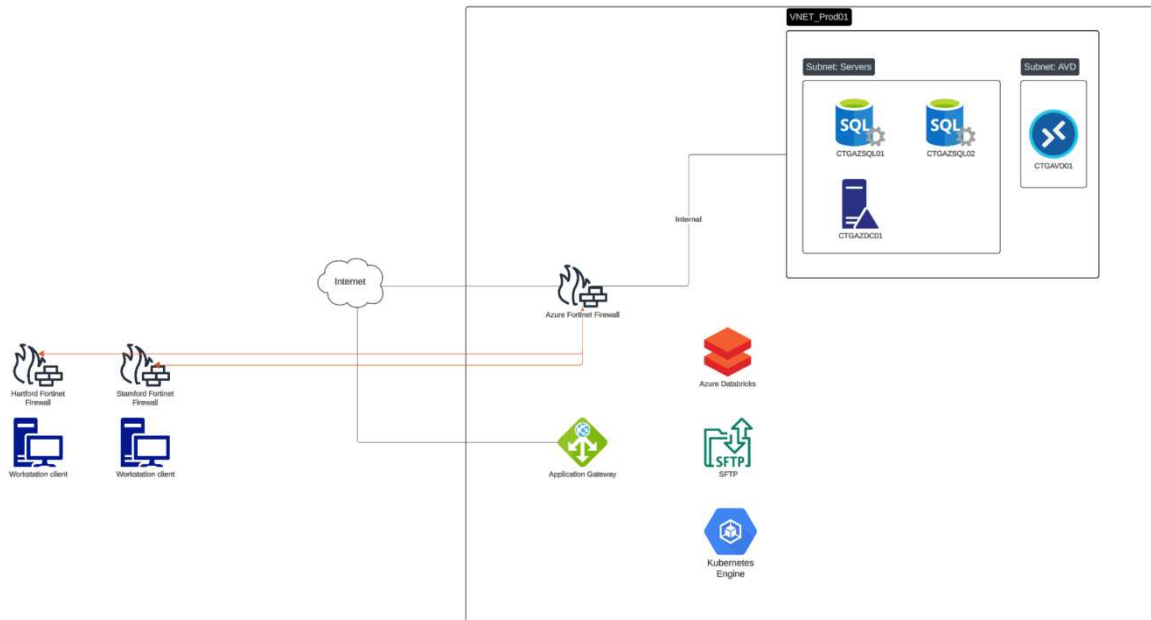 VNET_Prod01
Subnet: Servers
Subnet: AVD
SQL
SQL
CTGAZSQL01
CTGAZSQL02
CTGAVD01
CTGAZDC01
Internal
Internet
Azure Fortinet Firewall
Hartford Fortinet
Firewall
Stamford Fortinet
Firewall
Azure Databricks
Workstation client
Workstation client
Application Gateway
SFTP
SFTP
Kubernetes
Engine